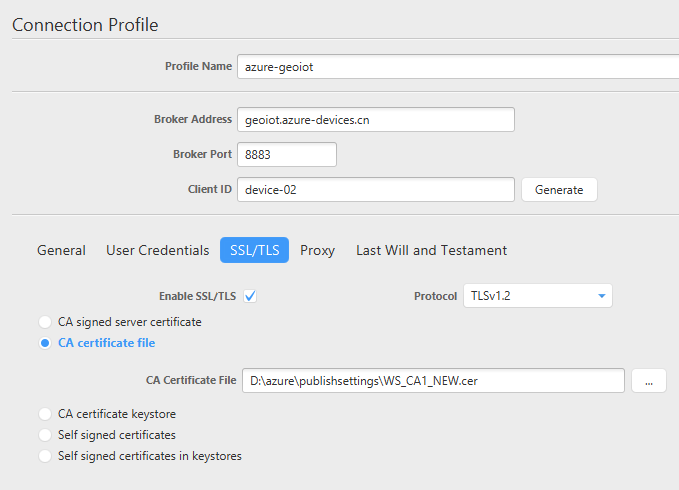 Connection Profile
Profile Name azure-geoiot
Broker Address geoiot.azure-devices.cn
Broker Port 8883
Client ID device-02 Generate
General User Credentials SSL/TLS Proxy Last Will and Testament
Enable SSL/TLS Protocol TLSv1.2
CA signed server certificate
CA certificate file
CA Certificate File D:\azure\publishsettings\WS_CA1_NEW.cer ...
CA certificate keystore
Self signed certificates
Self signed certificates in keystores